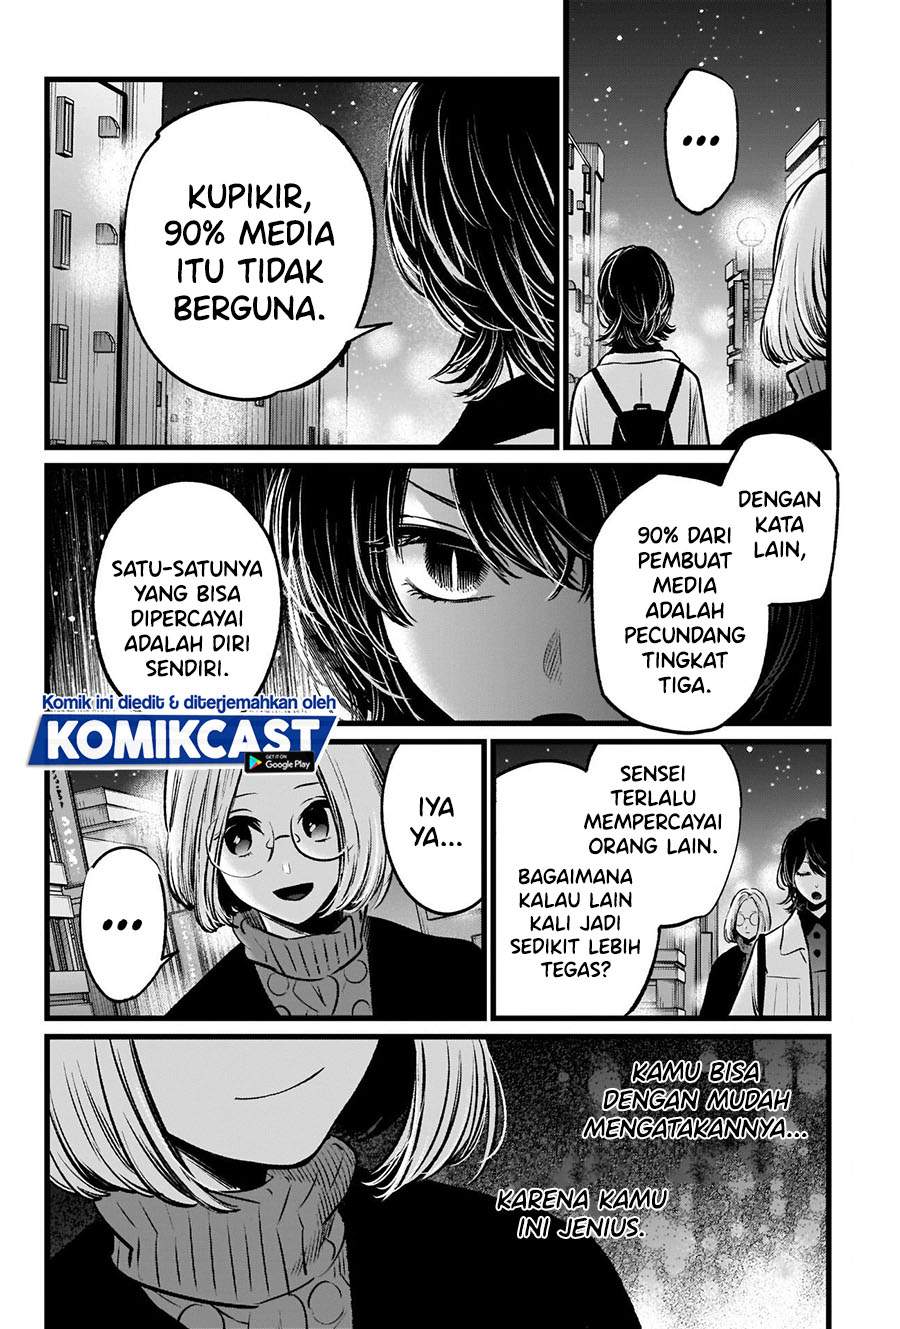 ...
KUPIKIR,
90% MEDIA
ITU TIDAK
BERGUNA.
DENGAN
KATA
LAIN,
90% DARI
PEMBUAT
MEDIA
ADALAH
PECUNDANG
TINGKAT
TIGA.
SATU-SATUNYA
YANG BISA
DIPERCAYAI
ADALAH DIRI
SENDIRI.
Komik ini diedit & diterjemahkan oleh
KOMIKCAST
GET IT ON
Google Play
SENSEI
TERLALU
MEMPERCAYAI
ORANG LAIN.
BAGAIMANA
KALAU LAIN
KALI JADI
SEDIKIT LEBIH
TEGAS?
IYA
YA...
...
KAMU BISA
DENGAN MUDAH
MENGATAKANNYA...
KARENA KAMU
INI JENIUS.